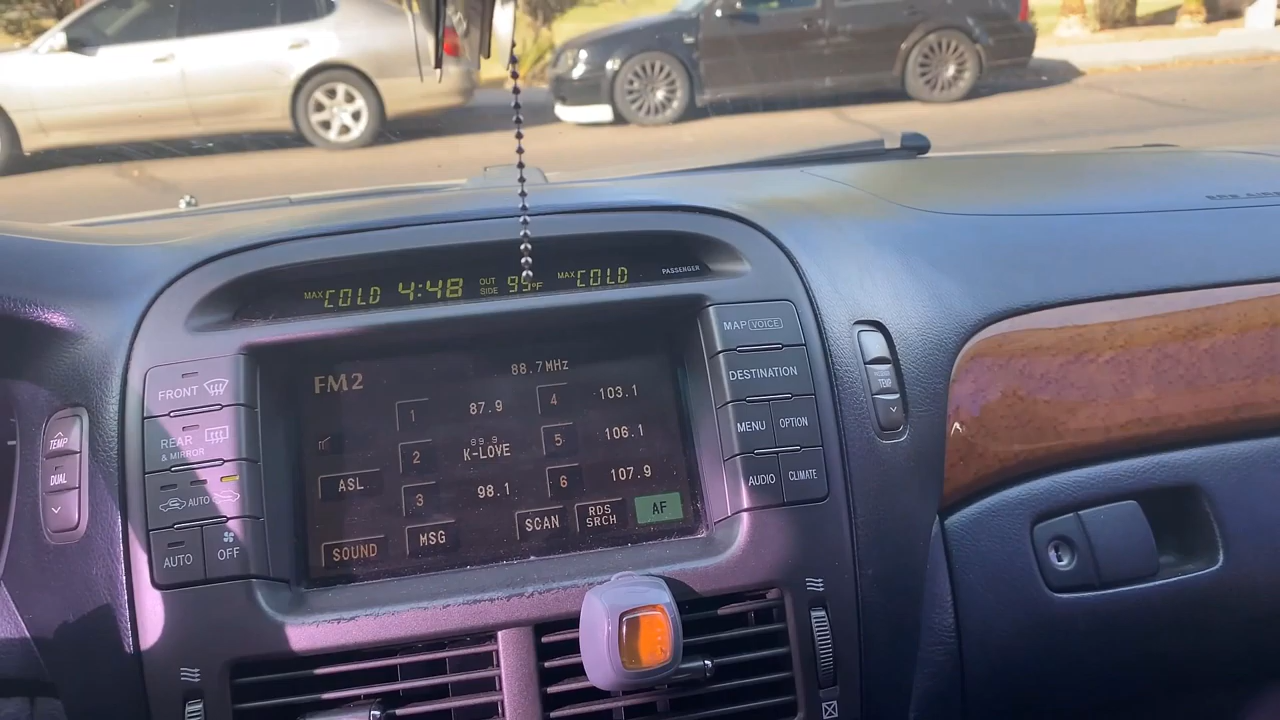 MAX COLD 4:48 OUT SIDE 95°F MAX COLD PASSENGER
MAP VOICE
DESTINATION
MENU OPTION
AUDIO CLIMATE
FRONT
REAR
& MIRROR
AUTO
AUTO OFF
TEMP
DUAL
TEMP
FM2 88.7MHz
1 87.9 4 103.1
2 89.9 K-LOVE 5 106.1
3 98.1 6 107.9
ASL
SOUND MSG SCAN RDS SRCH AF